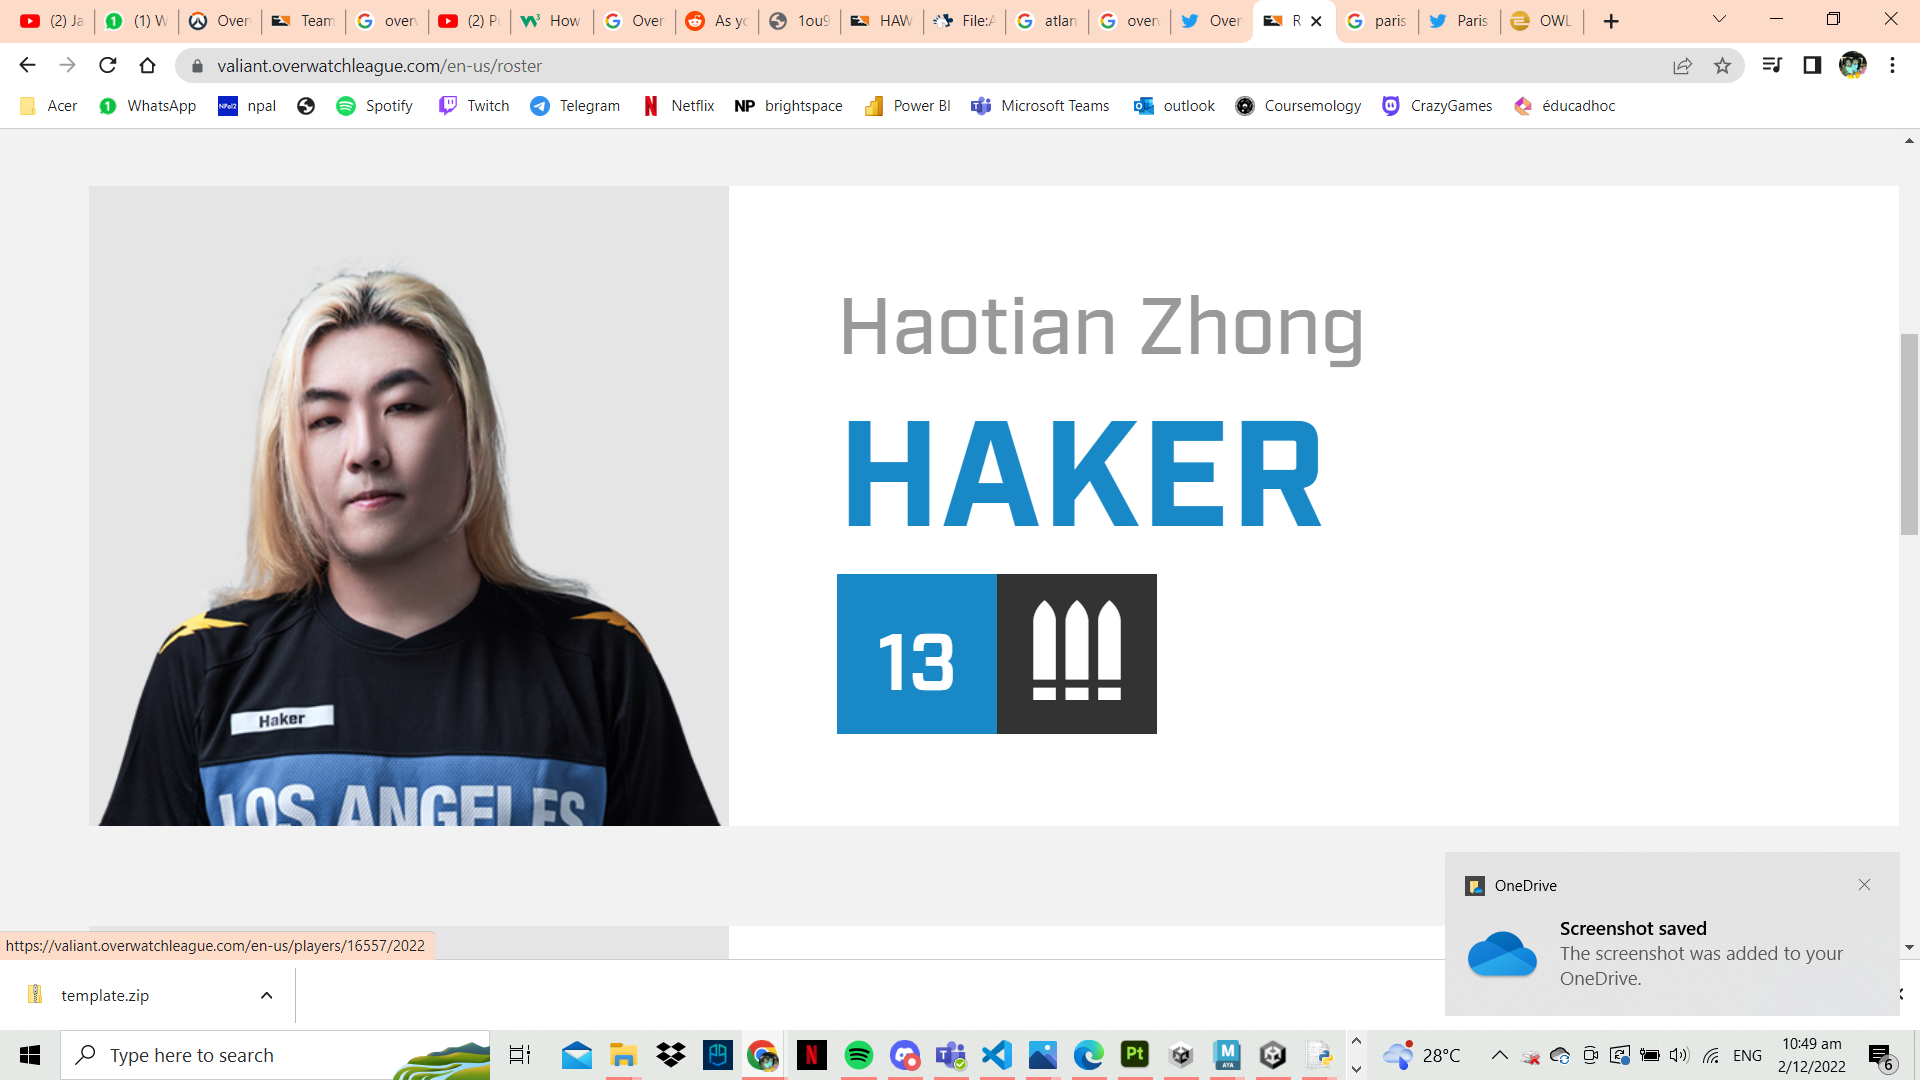 (2) Ja
(1) W
Over
Team
over
(2) P
How
Over
As yo
1ou9
HAW
File:A
atlan
over
Over
R
paris
Paris
OWL
valiant.overwatchleague.com/en-us/roster
Acer
WhatsApp
npal
Spotify
Twitch
Telegram
Netflix
NP brightspace
Power BI
Microsoft Teams
outlook
Coursemology
CrazyGames
éducadhoc
Haotian Zhong
HAKER
13
Haker
LOS ANGELES
OneDrive
Screenshot saved
The screenshot was added to your
OneDrive.
https://valiant.overwatchleague.com/en-us/players/16557/2022
template.zip
Type here to search
Pt
28°C
ENG
10:49 am
2/12/2022
6